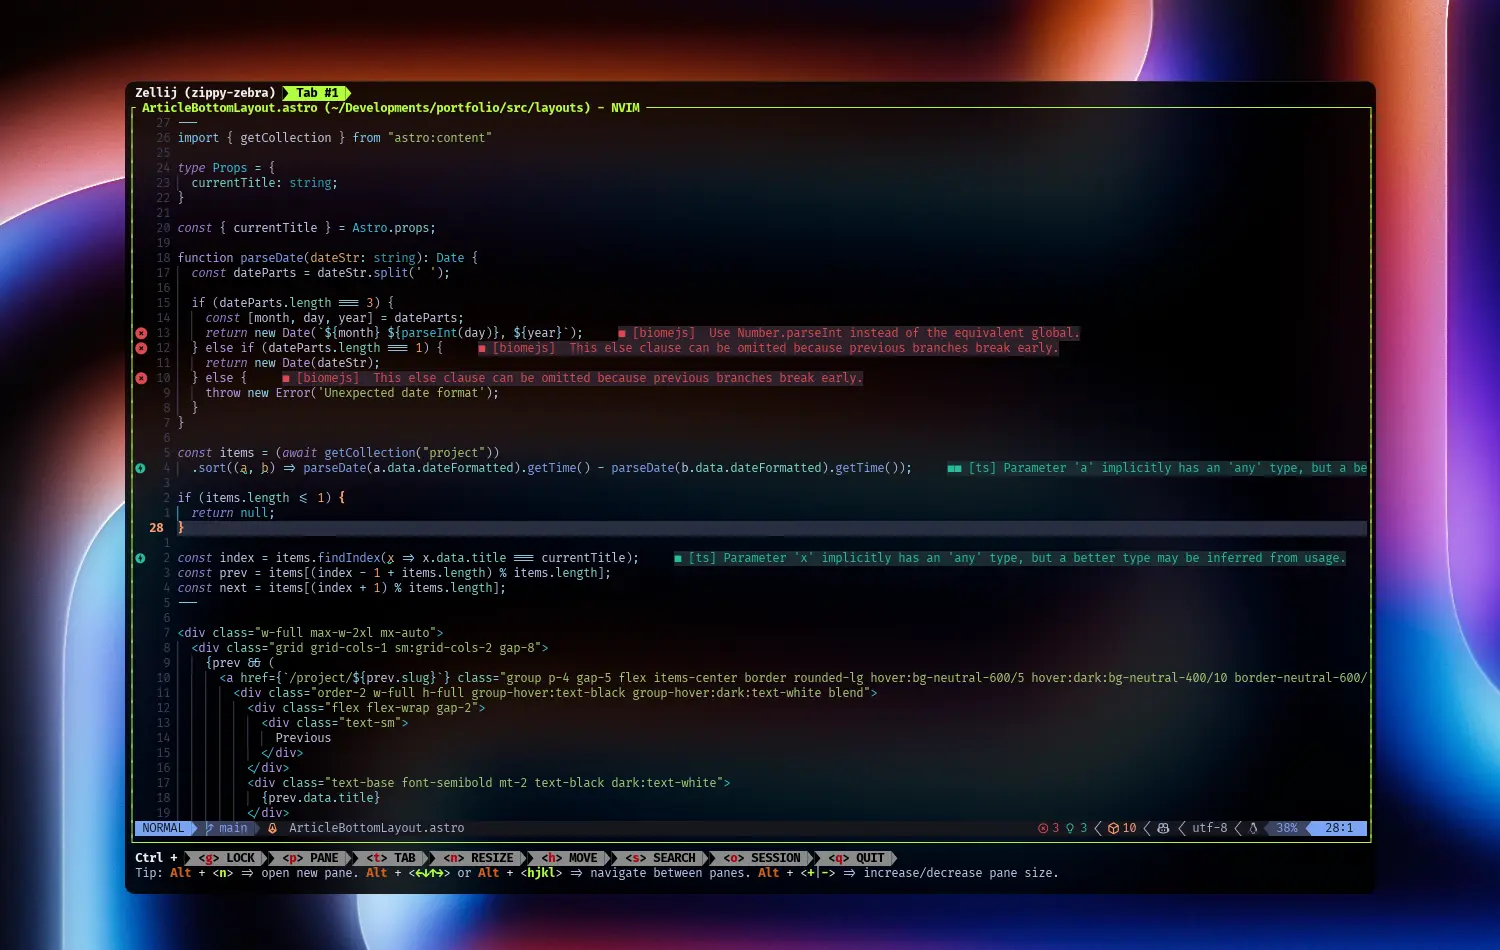 Zellij (zippy-zebra) Tab #1
ArticleBottomLayout.astro (~/Developments/portfolio/src/layouts) - NVIM
27 ---
26 import { getCollection } from "astro:content"
25
24 type Props = {
23 currentTitle: string;
22 }
21
20 const { currentTitle } = Astro.props;
19
18 function parseDate(dateStr: string): Date {
17 const dateParts = dateStr.split(' ');
16
15 if (dateParts.length === 3) {
14 const [month, day, year] = dateParts;
13 return new Date(`${month} ${parseInt(day)}, ${year}`); ■ [biomejs] Use Number.parseInt instead of the equivalent global.
12 } else if (dateParts.length === 1) { ■ [biomejs] This else clause can be omitted because previous branches break early.
11 return new Date(dateStr);
10 } else { ■ [biomejs] This else clause can be omitted because previous branches break early.
9 throw new Error('Unexpected date format');
8 }
7 }
6
5 const items = (await getCollection("project"))
4 .sort((a, b) => parseDate(a.data.dateFormatted).getTime() - parseDate(b.data.dateFormatted).getTime()); ■■ [ts] Parameter 'a' implicitly has an 'any' type, but a be
3
2 if (items.length <= 1) {
1 return null;
28 }
1
2 const index = items.findIndex(x => x.data.title === currentTitle); ■ [ts] Parameter 'x' implicitly has an 'any' type, but a better type may be inferred from usage.
3 const prev = items[(index - 1 + items.length) % items.length];
4 const next = items[(index + 1) % items.length];
5 ---
6
7 <div class="w-full max-w-2xl mx-auto">
8 <div class="grid grid-cols-1 sm:grid-cols-2 gap-8">
9 {prev && (
10 <a href={`/project/${prev.slug}`} class="group p-4 gap-5 flex items-center border rounded-lg hover:bg-neutral-600/5 hover:dark:bg-neutral-400/10 border-neutral-600/
11 <div class="order-2 w-full h-full group-hover:text-black group-hover:dark:text-white blend">
12 <div class="flex flex-wrap gap-2">
13 <div class="text-sm">
14 Previous
15 </div>
16 </div>
17 <div class="text-base font-semibold mt-2 text-black dark:text-white">
18 {prev.data.title}
19 </div>
NORMAL main ArticleBottomLayout.astro 3 3 10 utf-8 38% 28:1
Ctrl + <g> LOCK <p> PANE <t> TAB <n> RESIZE <h> MOVE <s> SEARCH <o> SESSION <q> QUIT
Tip: Alt + <n> => open new pane. Alt + <←↓↑→> or Alt + <hjkl> => navigate between panes. Alt + <+|-> => increase/decrease pane size.